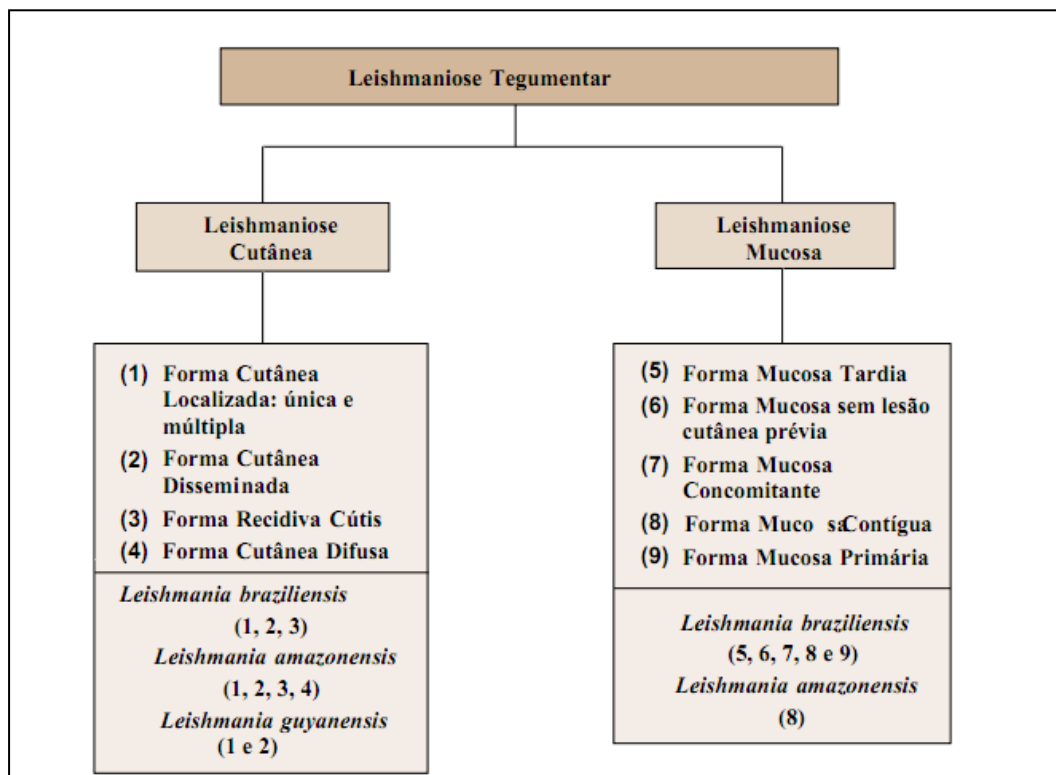 Leishmaniose Tegumentar
Leishmaniose
Cutânea
Leishmaniose
Mucosa
(1) Forma Cutânea
Localizada: única e
múltipla
(2) Forma Cutânea
Disseminada
(3) Forma Recidiva Cútis
(4) Forma Cutânea Difusa
Leishmania braziliensis
(1, 2, 3)
Leishmania amazonensis
(1, 2, 3, 4)
Leishmania guyanensis
(1 e 2)
(5) Forma Mucosa Tardia
(6) Forma Mucosa sem lesão
cutânea prévia
(7) Forma Mucosa
Concomitante
(8) Forma Muco saContígua
(9) Forma Mucosa Primária
Leishmania braziliensis
(5, 6, 7, 8 e 9)
Leishmania amazonensis
(8)